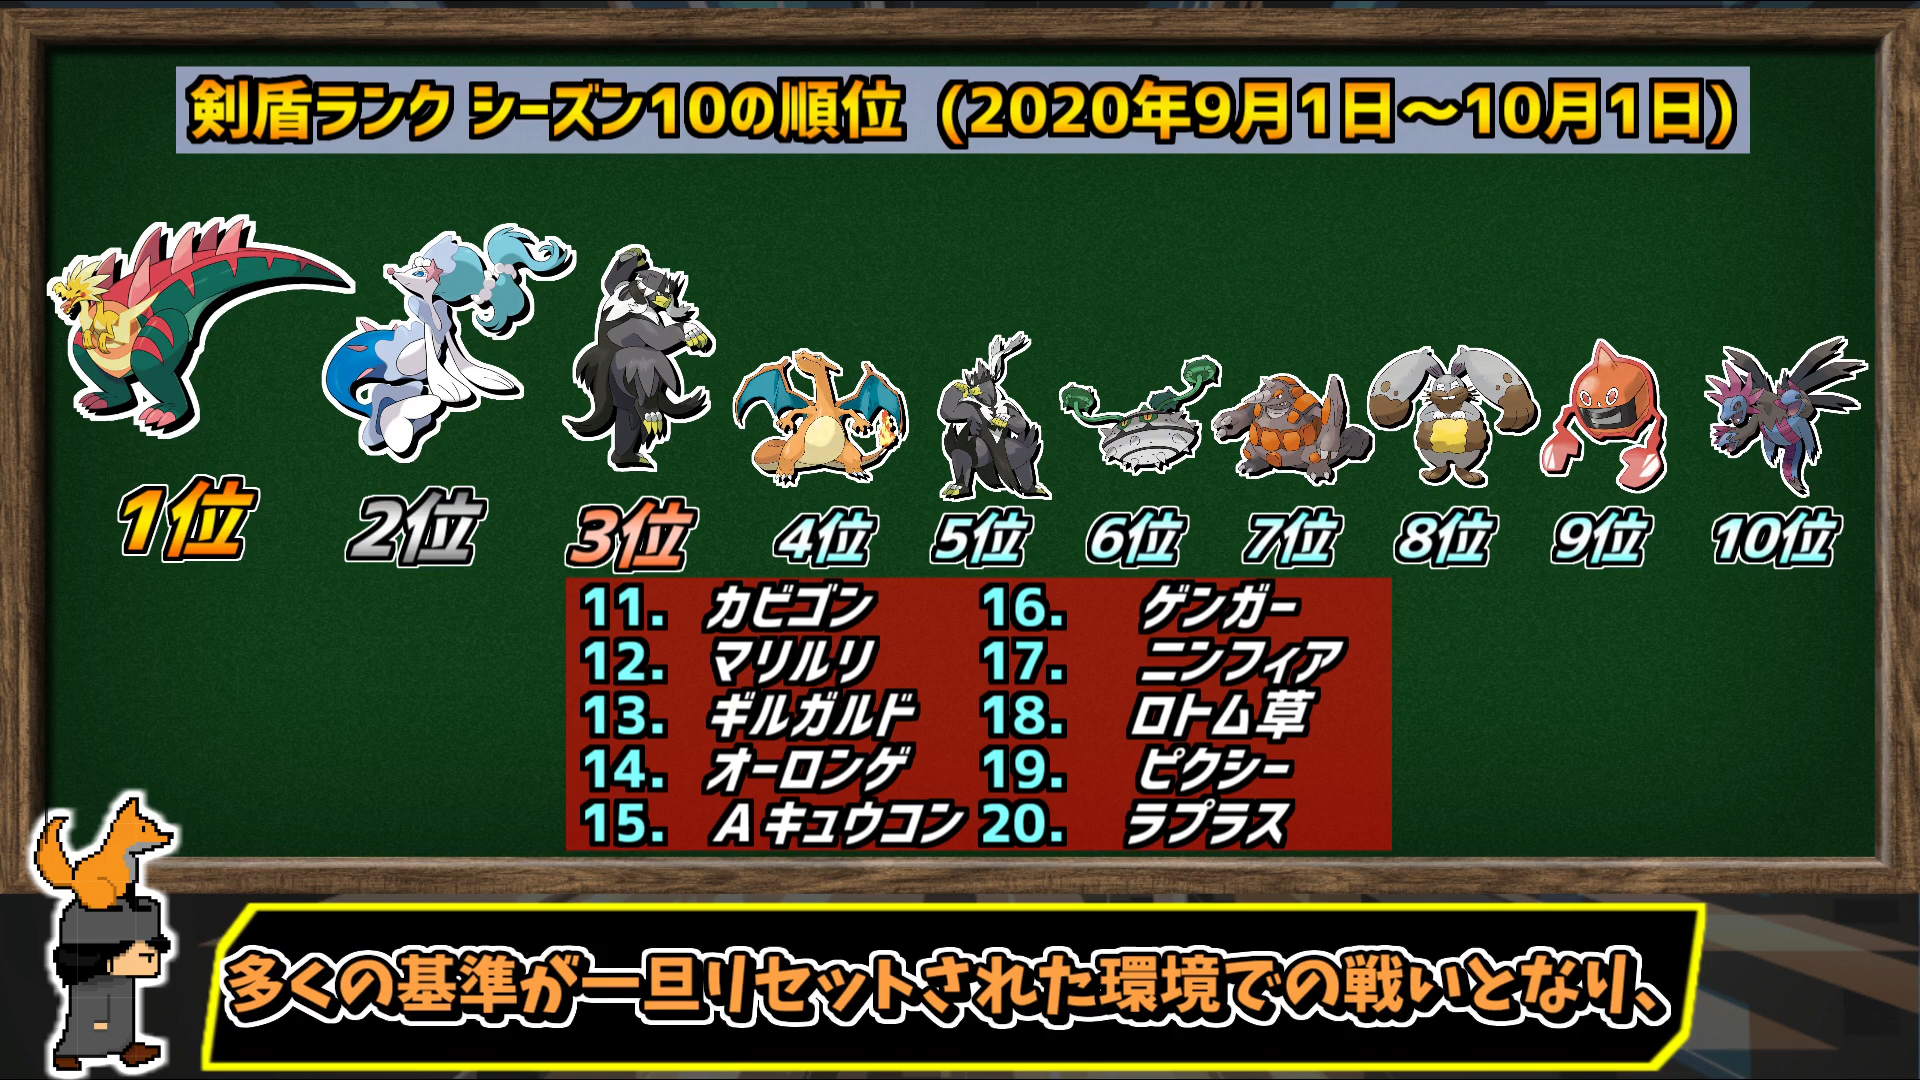 剣盾ランク シーズン10の順位 (2020年9月1日～10月1日)
1位 2位 3位 4位 5位 6位 7位 8位 9位 10位
11. カビゴン 16. ゲンガー
12. マリルリ 17. ニンフィア
13. ギルガルド 18. ロトム草
14. オーロンゲ 19. ピクシー
15. Aキュウコン 20. ラプラス
多くの基準が一旦リセットされた環境での戦いとなり、